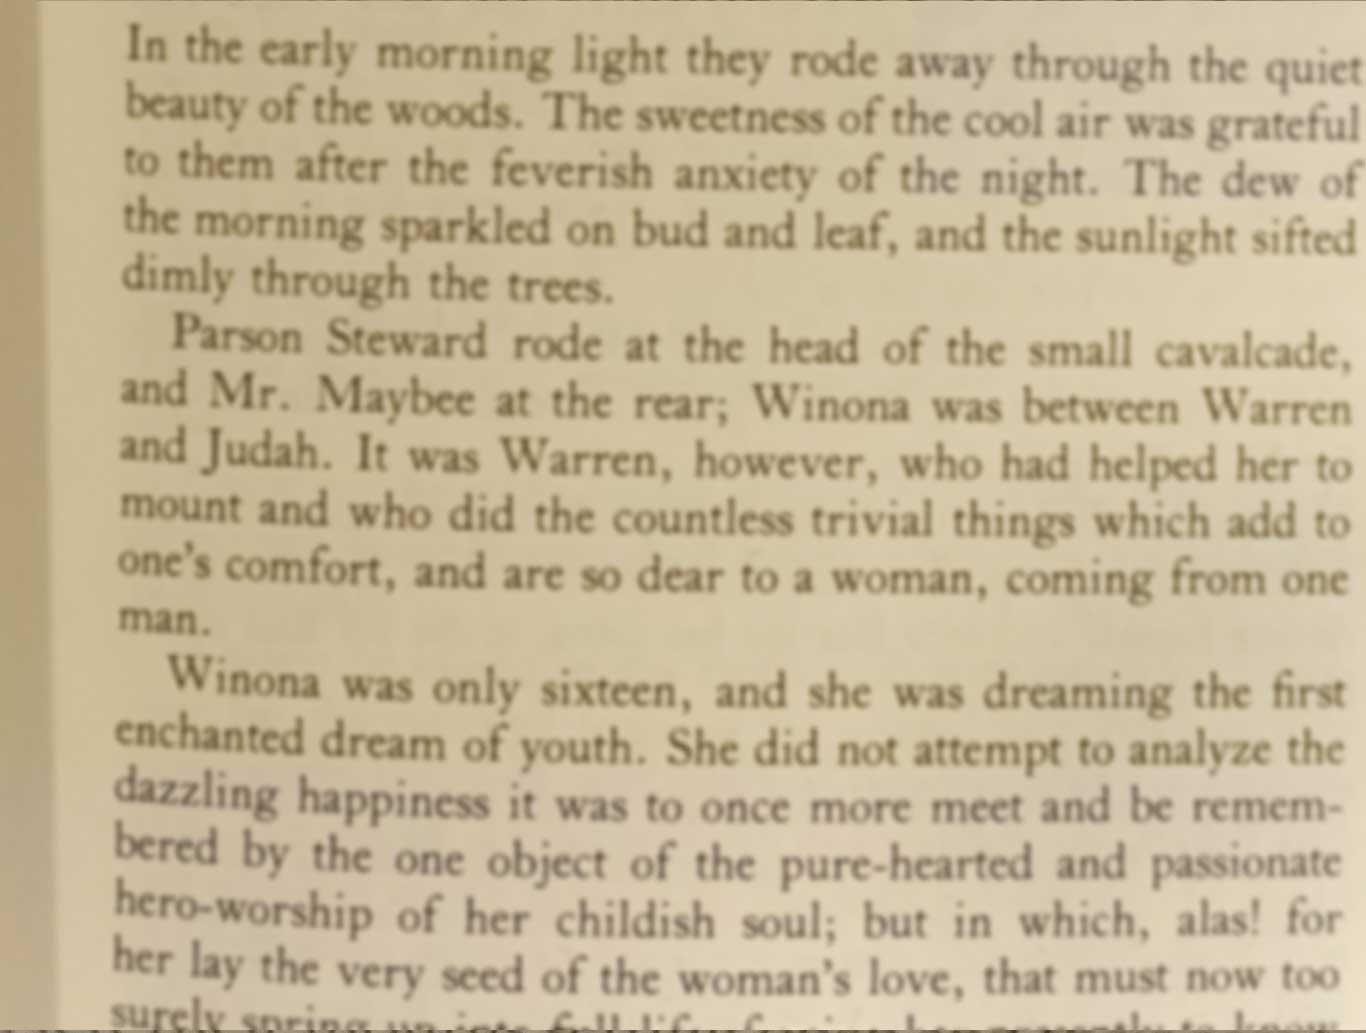 In the early morning light they rode away through the quiet
beauty of the woods. The sweetness of the cool air was grateful
to them after the feverish anxiety of the night. The dew of
the morning sparkled on bud and leaf, and the sunlight sifted
dimly through the trees.
Parson Steward rode at the head of the small cavalcade,
and Mr. Maybee at the rear; Winona was between Warren
and Judah. It was Warren, however, who had helped her to
mount and who did the countless trivial things which add to
one's comfort, and are so dear to a woman, coming from one
man.
Winona was only sixteen, and she was dreaming the first
enchanted dream of youth. She did not attempt to analyze the
dazzling happiness it was to once more meet and be remem-
bered by the one object of the pure-hearted and passionate
hero-worship of her childish soul; but in which, alas! for
her lay the very seed of the woman's love, that must now too
surely spring up into full life